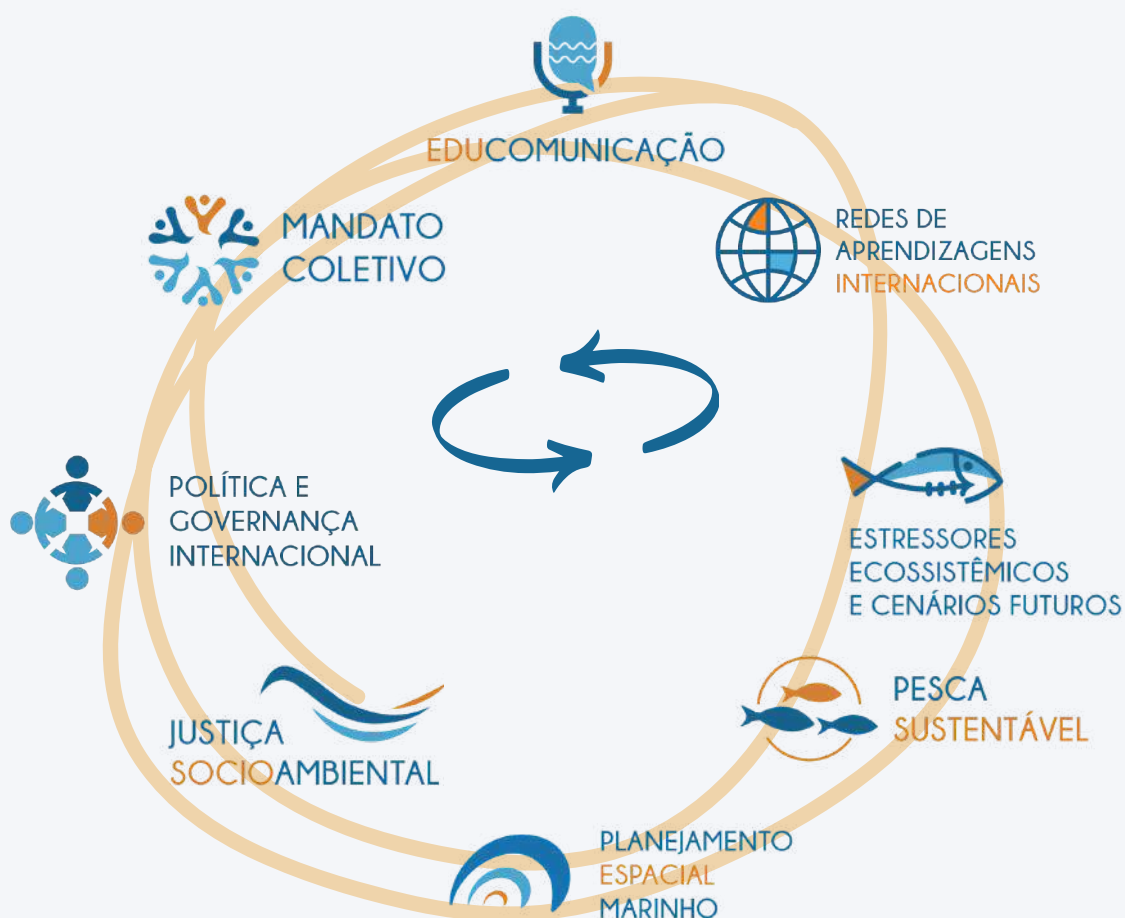 EDUCOMUNICAÇÃO
MANDATO
COLETIVO
REDES DE
APRENDIZAGENS
INTERNACIONAIS
POLÍTICA E
GOVERNANÇA
INTERNACIONAL
ESTRESSORES
ECOSSISTÊMICOS
E CENÁRIOS FUTUROS
JUSTIÇA
SOCIOAMBIENTAL
PESCA
SUSTENTÁVEL
PLANEJAMENTO
ESPACIAL
MARINHO